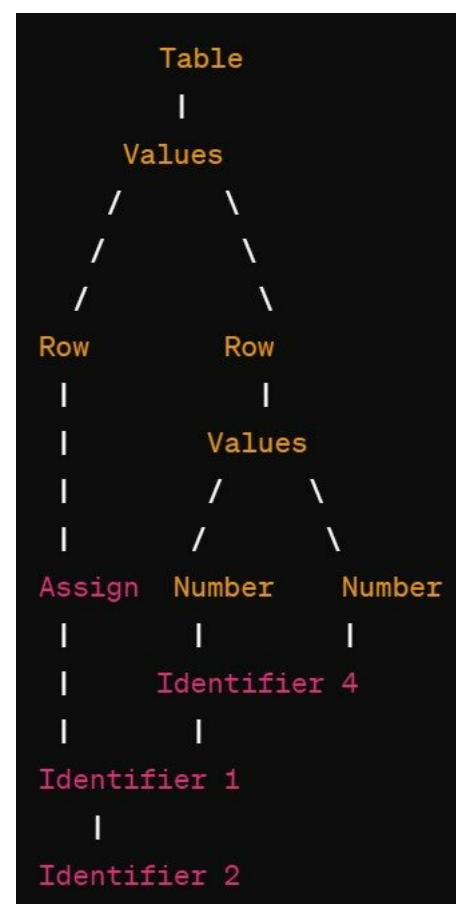 Table
|
Values
/ \
/ \
/ \
Row Row
| |
| Values
| / \
| / \
Assign Number Number
| | |
| Identifier 4
| |
Identifier 1
|
Identifier 2